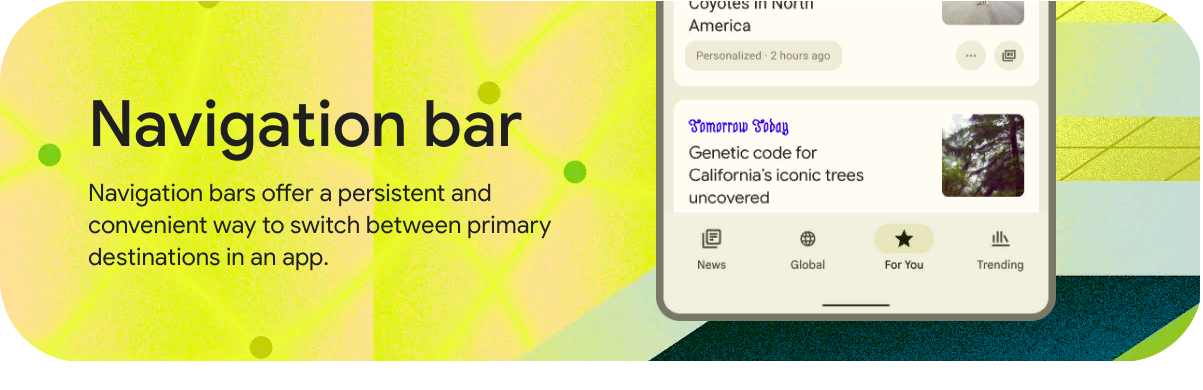 Navigation bar
Navigation bars offer a persistent and
convenient way to switch between primary
destinations in an app.
Coyotes in North
America
Personalized · 2 hours ago
Tomorrow Today
Genetic code for
California's iconic trees
uncovered
News
Global
For You
Trending